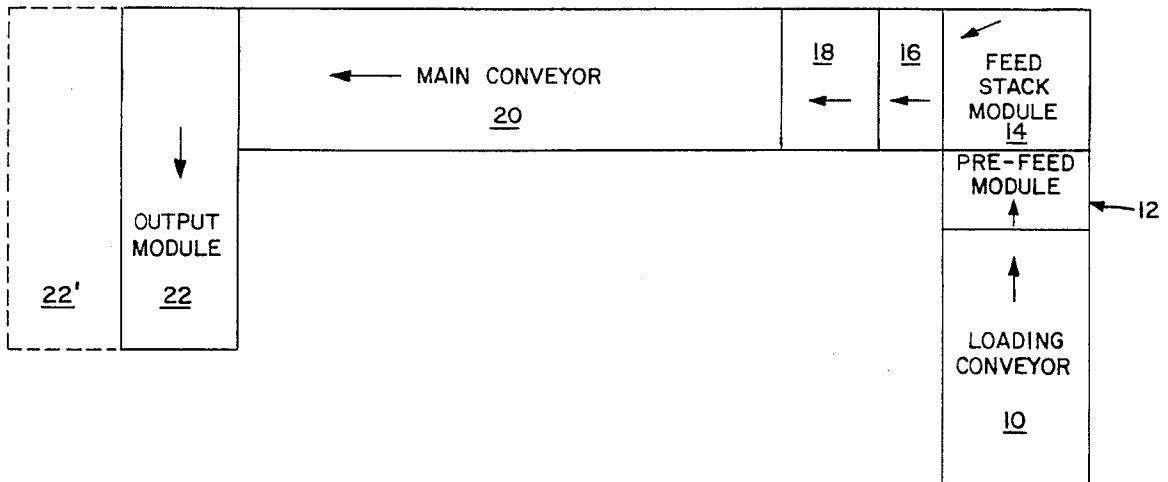 18
16
FEED
STACK
MODULE
14
MAIN CONVEYOR
20
PRE-FEED
MODULE
12
OUTPUT
MODULE
22'
22
LOADING
CONVEYOR
10